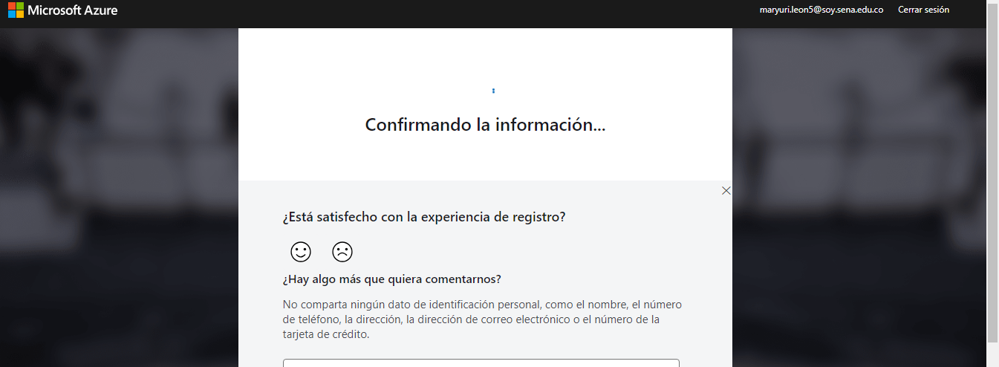 Microsoft Azure
maryuri.leon5@soy.sena.edu.co Cerrar sesión
Confirmando la información...
¿Está satisfecho con la experiencia de registro?
¿Hay algo más que quiera comentarnos?
No comparta ningún dato de identificación personal, como el nombre, el número
de teléfono, la dirección, la dirección de correo electrónico o el número de la
tarjeta de crédito.